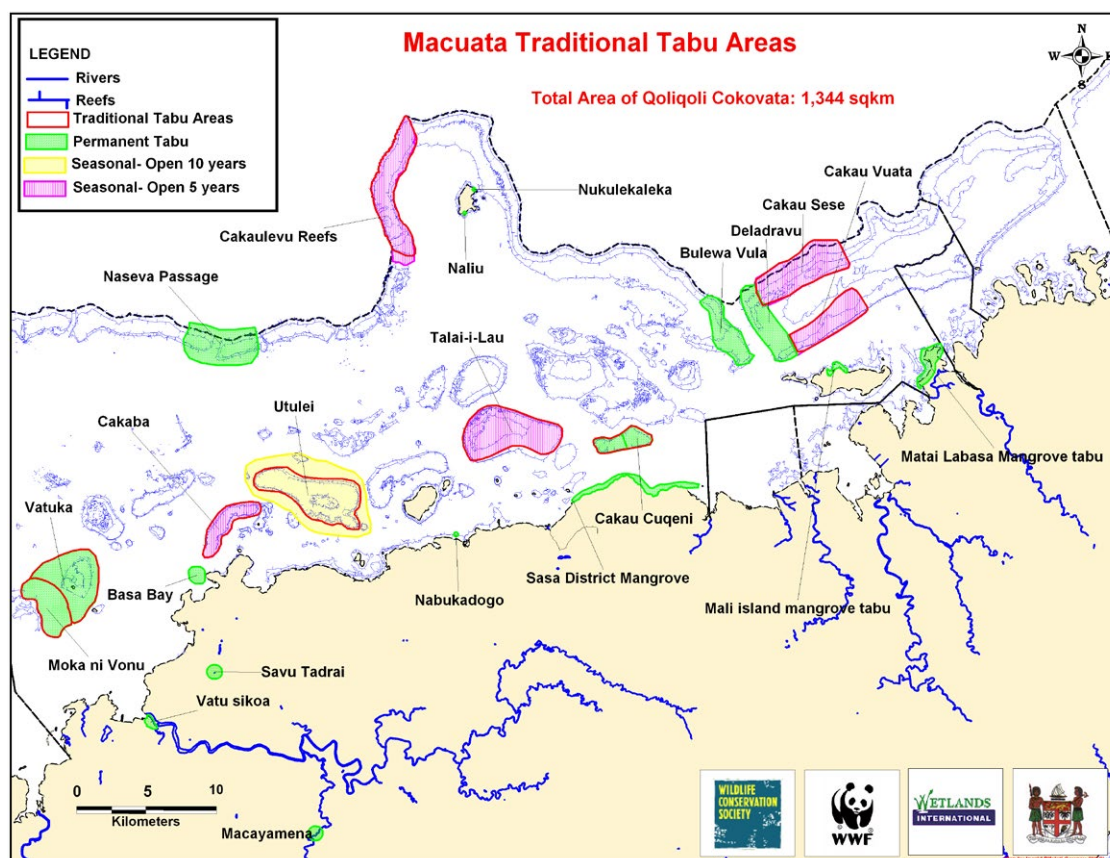 Macuata Traditional Tabu Areas
Total Area of Qoliqoli Cokovata: 1,344 sqkm
N
W
E
S
LEGEND
Rivers
Reefs
Traditional Tabu Areas
Permanent Tabu
Seasonal- Open 10 years
Seasonal- Open 5 years
Nukulekaleka
Cakau Vuata
Cakau Sese
Deladravu
Bulewa Vula
Cakaulevu Reefs
Naliu
Naseva Passage
Talai-i-Lau
Utulei
Cakaba
Matai Labasa Mangrove tabu
Vatuka
Cakau Cuqeni
Sasa District Mangrove
Basa Bay
Nabukadogo
Mali island mangrove tabu
Moka ni Vonu
Savu Tadrai
Vatu sikoa
0 5 10
Kilometers
Macayamena
WILDLIFE
CONSERVATION
SOCIETY
WWF
WETLANDS
INTERNATIONAL